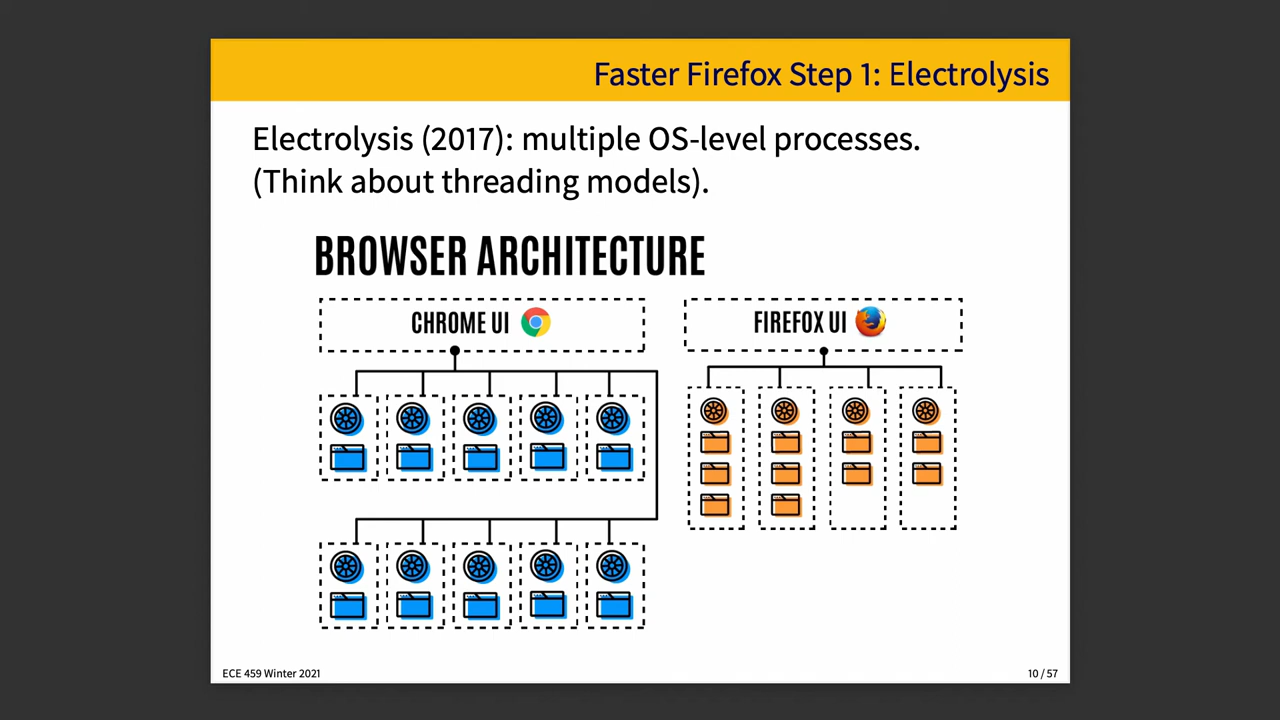 Faster Firefox Step 1: Electrolysis
Electrolysis (2017): multiple OS-level processes.
(Think about threading models).
BROWSER ARCHITECTURE
CHROME UI
FIREFOX UI
ECE 459 Winter 2021
10 / 57